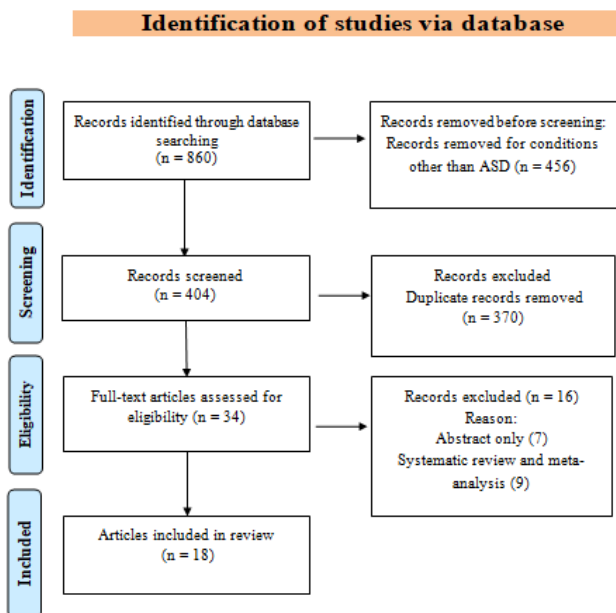 Identification of studies via database
Identification
Records identified through database
searching
(n = 860)
Records removed before screening:
Records removed for conditions
other than ASD (n = 456)
Screening
Records screened
(n = 404)
Records excluded
Duplicate records removed
(n = 370)
Eligibility
Full-text articles assessed for
eligibility (n = 34)
Records excluded (n = 16)
Reason:
Abstract only (7)
Systematic review and meta-
analysis (9)
Included
Articles included in review
(n = 18)